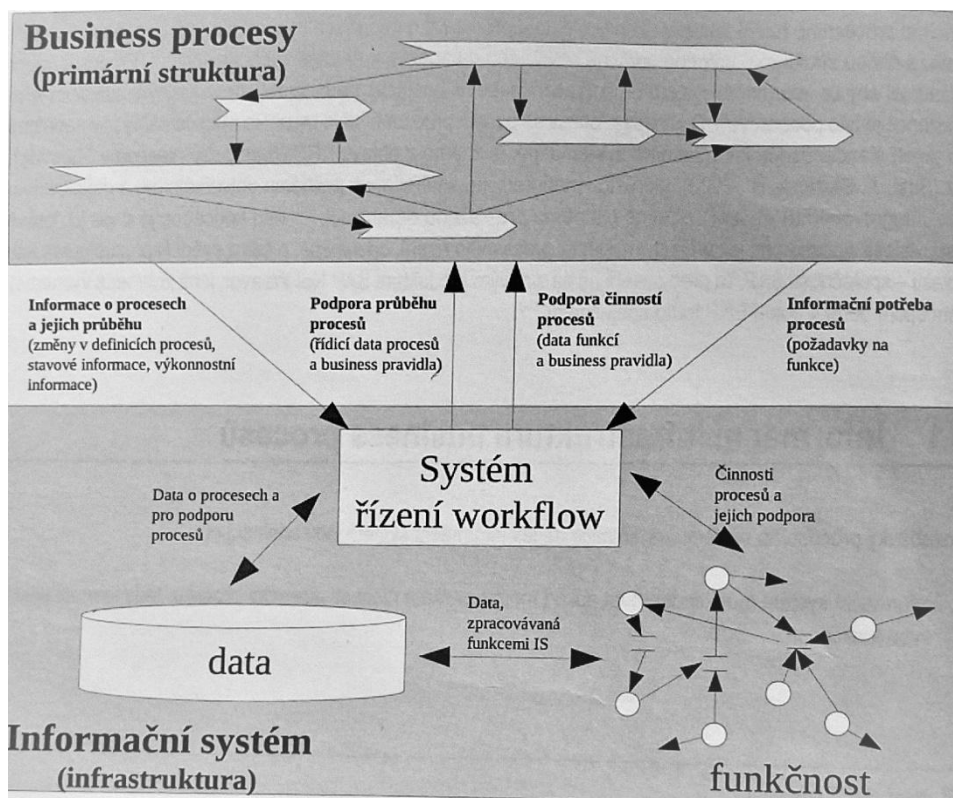 Business procesy
(primární struktura)
Informace o procesech
a jejich průběhu
(změny v definicích procesů,
stavové informace, výkonnostní
informace)
Podpora průběhu
procesů
(řídicí data procesů
a business pravidla)
Podpora činností
procesů
(data funkcí
a business pravidla)
Informační potřeba
procesů
(požadavky na
funkce)
Systém
řízení workflow
Data o procesech a
pro podporu
procesů
Činnosti
procesů a
jejich podpora
Data,
zpracovávaná
funkcemi IS
data
Informační systém
(infrastruktura)
funkčnost